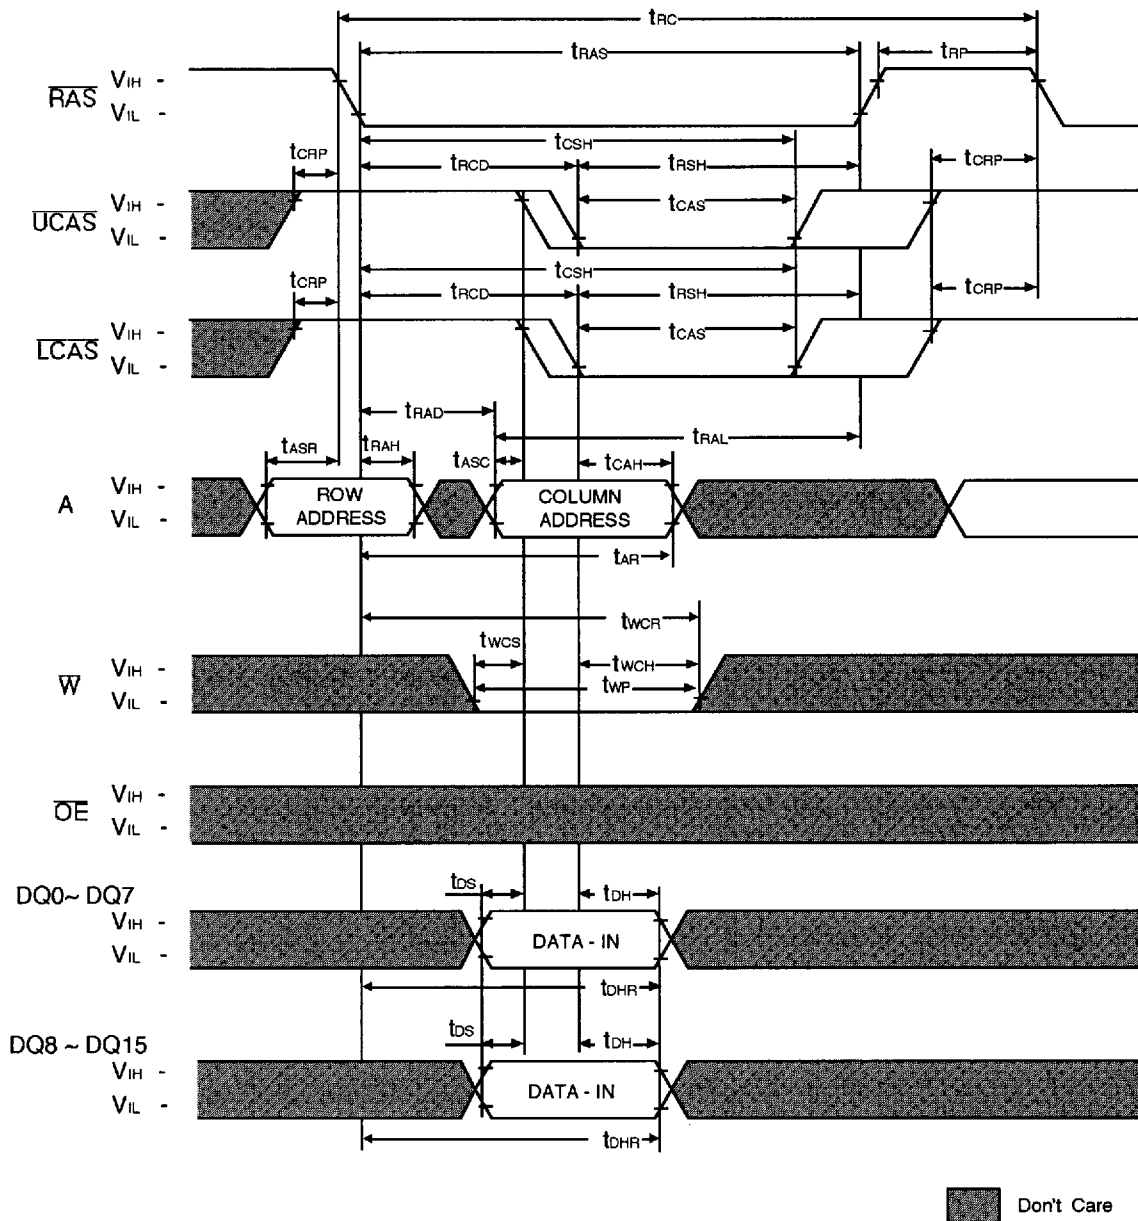 tRC
tRAS
tRP
RAS
VIH -
VIL -
tCRP
tCSH
tRCD
tRSH
tCRP
UCAS
VIH -
VIL -
tCAS
tCSH
tCRP
tRCD
tRSH
tCRP
LCAS
VIH -
VIL -
tCAS
tRAD
tRAL
tASR
tRAH
tASC
tCAH
A
VIH -
VIL -
ROW
ADDRESS
COLUMN
ADDRESS
tAR
tWCR
tWCS
tWCH
W
VIH -
VIL -
tWP
OE
VIH -
VIL -
DQ0~ DQ7
tDS
tDH
VIH -
VIL -
DATA - IN
tDHR
DQ8 ~ DQ15
tDS
tDH
VIH -
VIL -
DATA - IN
tDHR
Don't Care